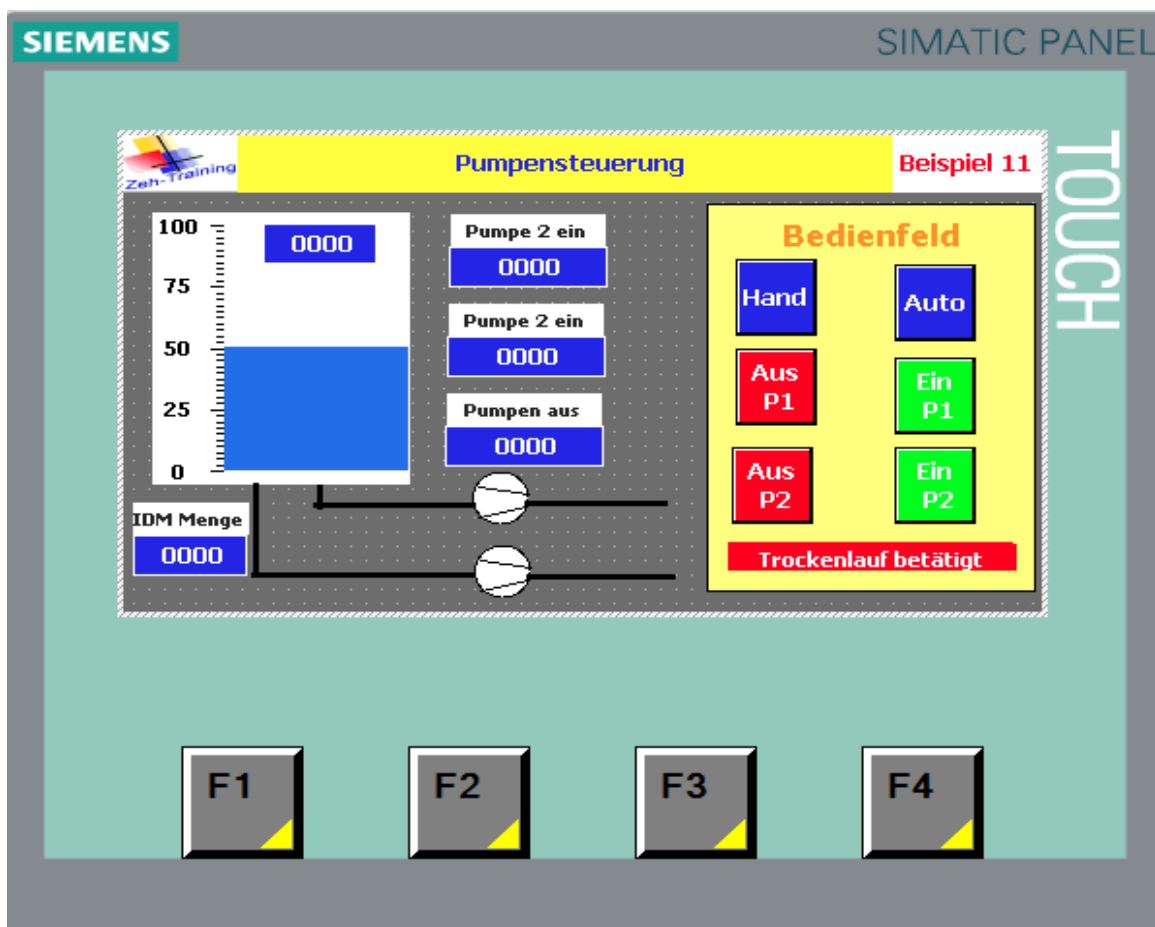 SIEMENS
SIMATIC PANEL
TOUCH
Zeh-Training
Pumpensteuerung
Beispiel 11
100
75
50
25
0
0000
Pumpe 2 ein
0000
Pumpe 2 ein
0000
Pumpen aus
0000
IDM Menge
0000
Bedienfeld
Hand
Auto
Aus
P1
Ein
P1
Aus
P2
Ein
P2
Trockenlauf betätigt
F1
F2
F3
F4